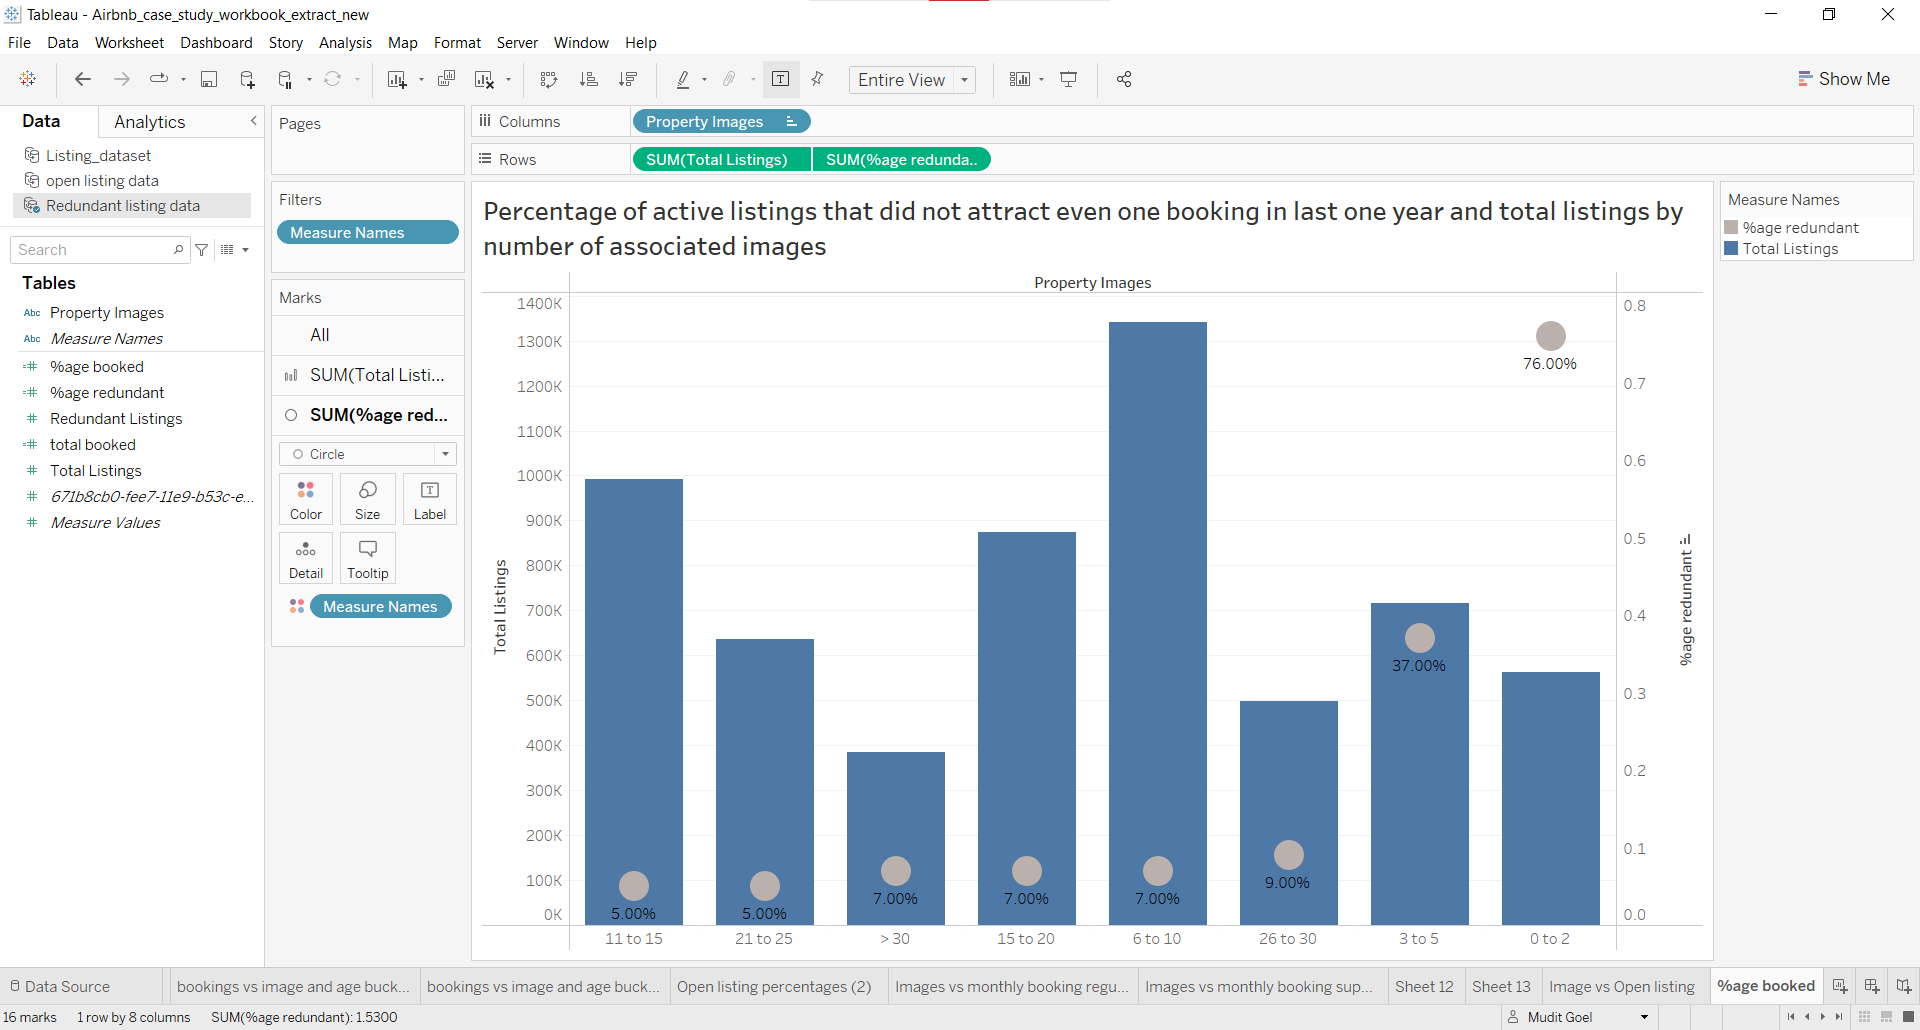 Tableau - Airbnb_case_study_workbook_extract_new
File Data Worksheet Dashboard Story Analysis Map Format Server Window Help
Entire View
Show Me
Data Analytics
Listing_dataset
open listing data
Redundant listing data
Search
Tables
Abc Property Images
Abc Measure Names
%age booked
%age redundant
Redundant Listings
total booked
Total Listings
671b8cb0-fee7-11e9-b53c-e...
Measure Values
Pages
Filters
Measure Names
Marks
All
SUM(Total Listi...
SUM(%age red...
Circle
Color Size Label
Detail Tooltip
Measure Names
Columns Property Images
Rows SUM(Total Listings) SUM(%age redunda..
Percentage of active listings that did not attract even one booking in last one year and total listings by
number of associated images
Property Images
Total Listings
1400K
1300K
1200K
1100K
1000K
900K
800K
700K
600K
500K
400K
300K
200K
100K
0K
5.00% 5.00% 7.00% 7.00% 7.00% 9.00% 37.00% 76.00%
11 to 15 21 to 25 > 30 15 to 20 6 to 10 26 to 30 3 to 5 0 to 2
0.8
0.7
0.6
0.5
0.4
0.3
0.2
0.1
0.0
%age redundant
Measure Names
%age redundant
Total Listings
Data Source bookings vs image and age buck... bookings vs image and age buck... Open listing percentages (2) Images vs monthly booking regu... Images vs monthly booking sup... Sheet 12 Sheet 13 Image vs Open listing %age booked
16 marks 1 row by 8 columns SUM(%age redundant): 1.5300 Mudit Goel